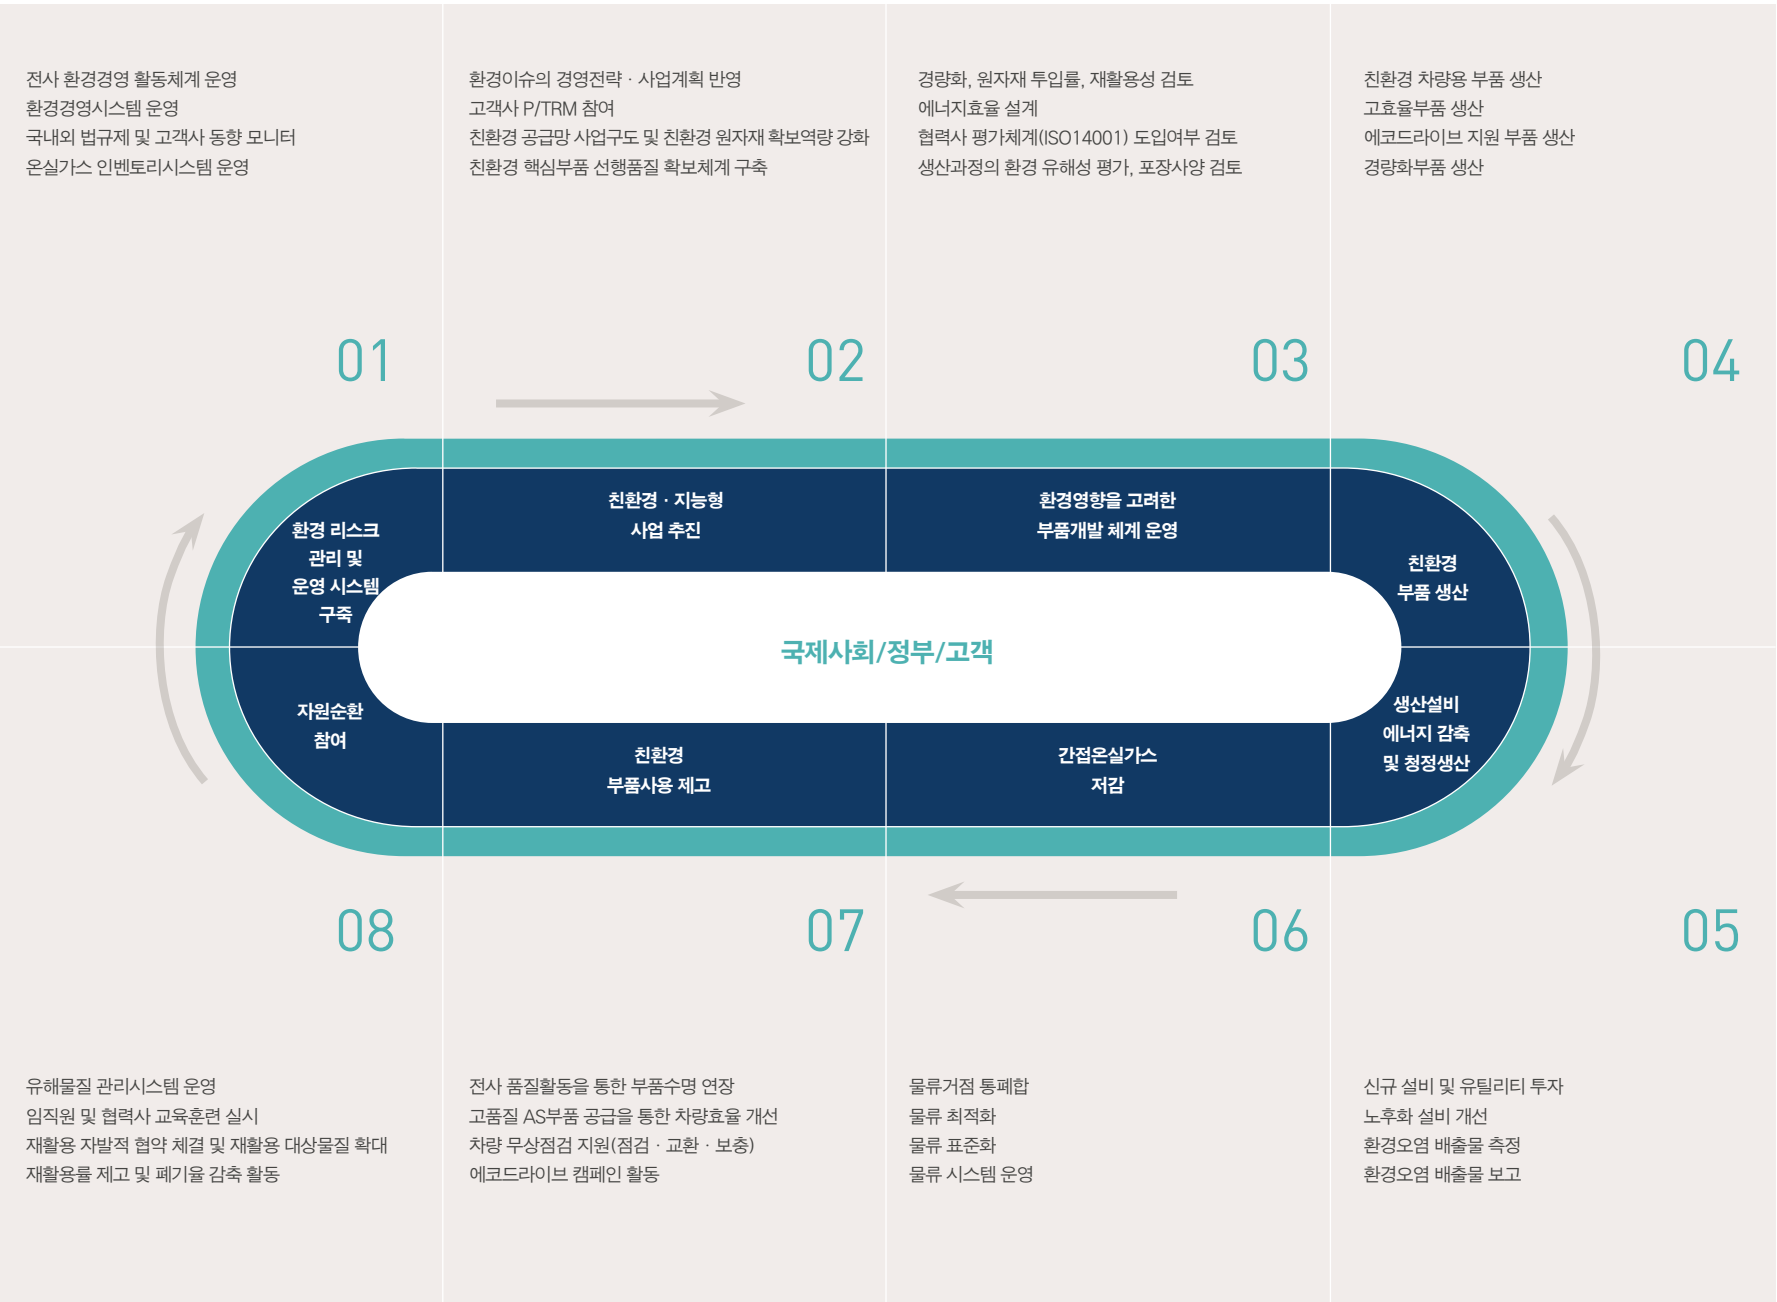 전사 환경경영 활동체계 운영
환경경영시스템 운영
국내외 법규제 및 고객사 동향 모니터
온실가스 인벤토리시스템 운영
환경이슈의 경영전략 · 사업계획 반영
고객사 P/TRM 참여
친환경 공급망 사업구도 및 친환경 원자재 확보역량 강화
친환경 핵심부품 선행품질 확보체계 구축
경량화, 원자재 투입률, 재활용성 검토
에너지효율 설계
협력사 평가체계(ISO14001) 도입여부 검토
생산과정의 환경 유해성 평가, 포장사양 검토
친환경 차량용 부품 생산
고효율부품 생산
에코드라이브 지원 부품 생산
경량화부품 생산
01
02
03
04
환경 리스크
관리 및
운영 시스템
구축
친환경 · 지능형
사업 추진
환경영향을 고려한
부품개발 체계 운영
친환경
부품 생산
국제사회/정부/고객
자원순환
참여
친환경
부품사용 제고
간접온실가스
저감
생산설비
에너지 감축
및 청정생산
08
07
06
05
유해물질 관리시스템 운영
임직원 및 협력사 교육훈련 실시
재활용 자발적 협약 체결 및 재활용 대상물질 확대
재활용률 제고 및 폐기율 감축 활동
전사 품질활동을 통한 부품수명 연장
고품질 AS부품 공급을 통한 차량효율 개선
차량 무상점검 지원(점검 · 교환 · 보충)
에코드라이브 캠페인 활동
물류거점 통폐합
물류 최적화
물류 표준화
물류 시스템 운영
신규 설비 및 유틸리티 투자
노후화 설비 개선
환경오염 배출물 측정
환경오염 배출물 보고